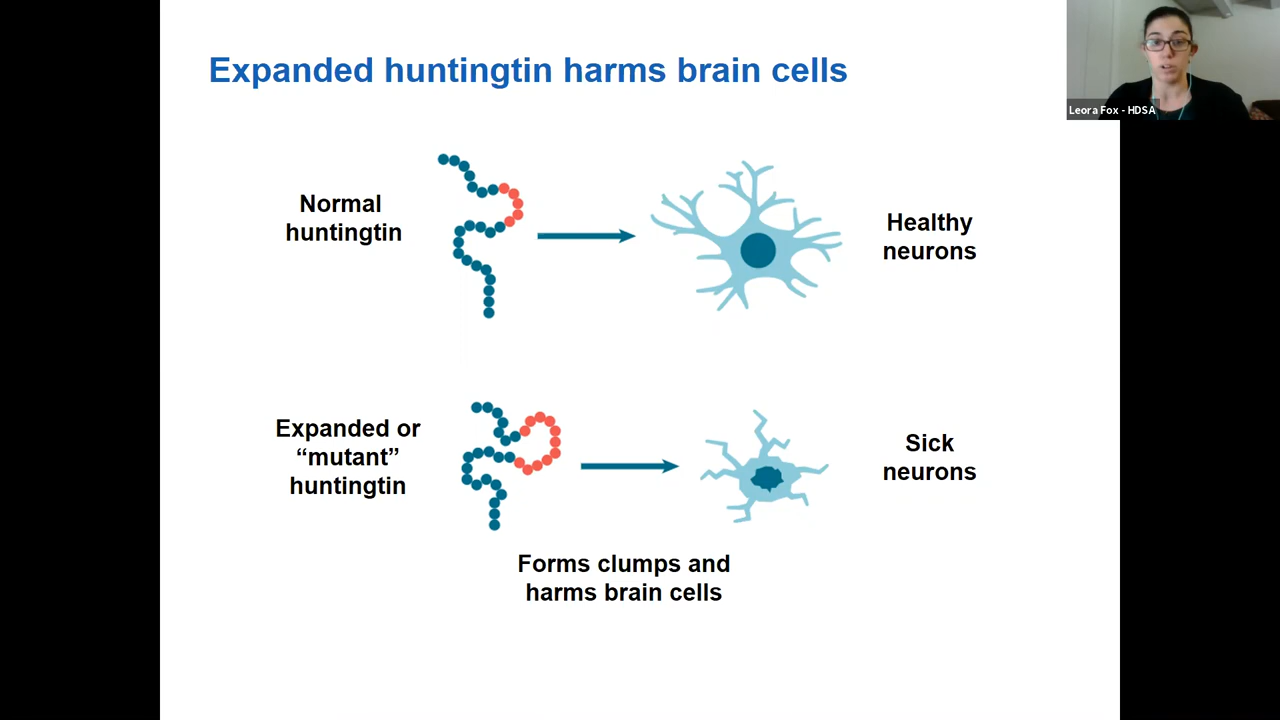 Expanded huntingtin harms brain cells
Leora Fox - HDSA
Normal
huntingtin
Healthy
neurons
Expanded or
“mutant”
huntingtin
Sick
neurons
Forms clumps and
harms brain cells